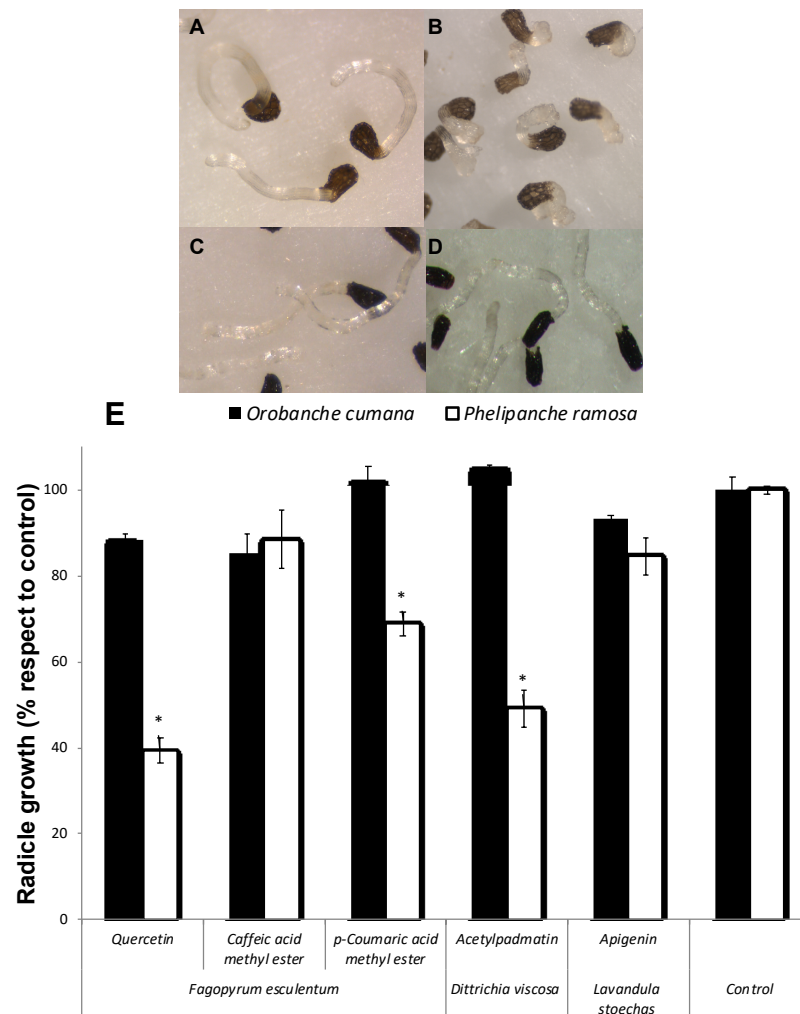 A
B
C
D
E
Orobanche cumana Phelipanche ramosa
Radicle growth (% respect to control)
100
80
60
40
20
0
*
*
*
Quercetin
Caffeic acid
methyl ester
p-Coumaric acid
methyl ester
Acetylpadmatin
Apigenin
Fagopyrum esculentum
Dittrichia viscosa
Lavandula
stoechas
Control